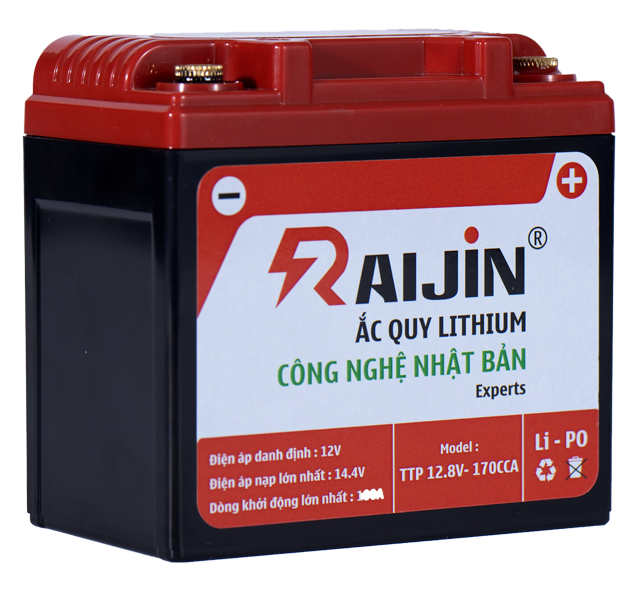 RAIJIN®
ẮC QUY LITHIUM
CÔNG NGHỆ NHẬT BẢN
Experts
Điện áp danh định : 12V
Điện áp nạp lớn nhất : 14.4V
Dòng khởi động lớn nhất :
Model :
TTP 12.8V- 170CCA
Li - PO